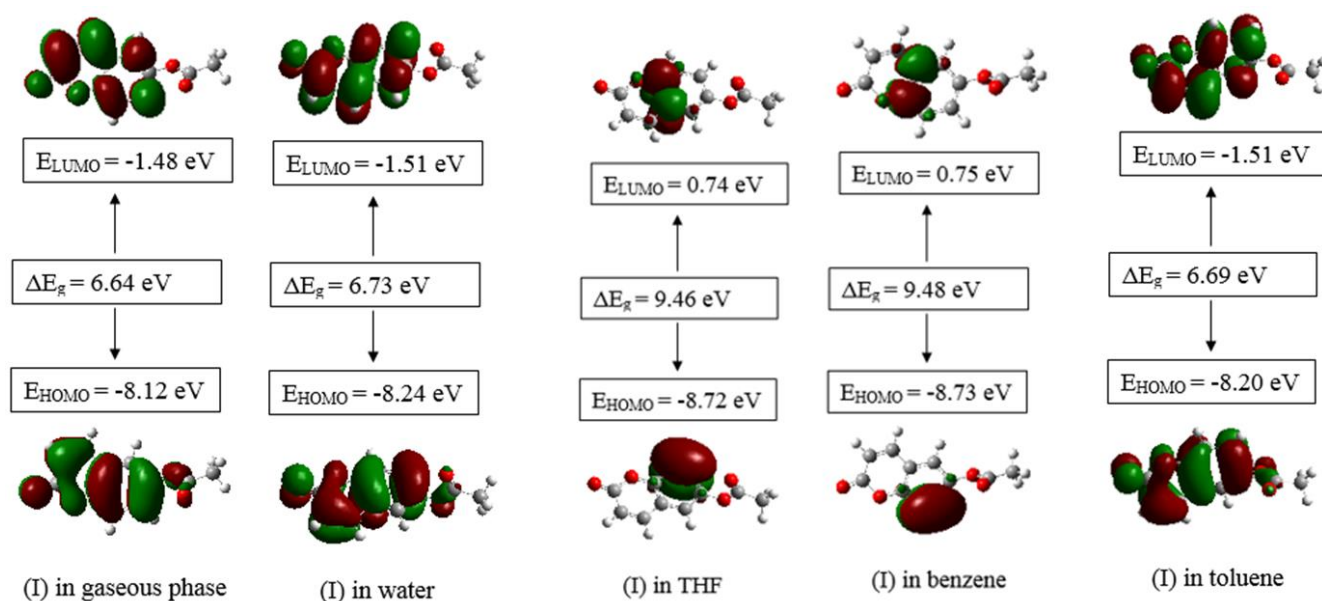 E_LUMO = -1.48 eV
ΔE_g = 6.64 eV
E_HOMO = -8.12 eV
(I) in gaseous phase
E_LUMO = -1.51 eV
ΔE_g = 6.73 eV
E_HOMO = -8.24 eV
(I) in water
E_LUMO = 0.74 eV
ΔE_g = 9.46 eV
E_HOMO = -8.72 eV
(I) in THF
E_LUMO = 0.75 eV
ΔE_g = 9.48 eV
E_HOMO = -8.73 eV
(I) in benzene
E_LUMO = -1.51 eV
ΔE_g = 6.69 eV
E_HOMO = -8.20 eV
(I) in toluene